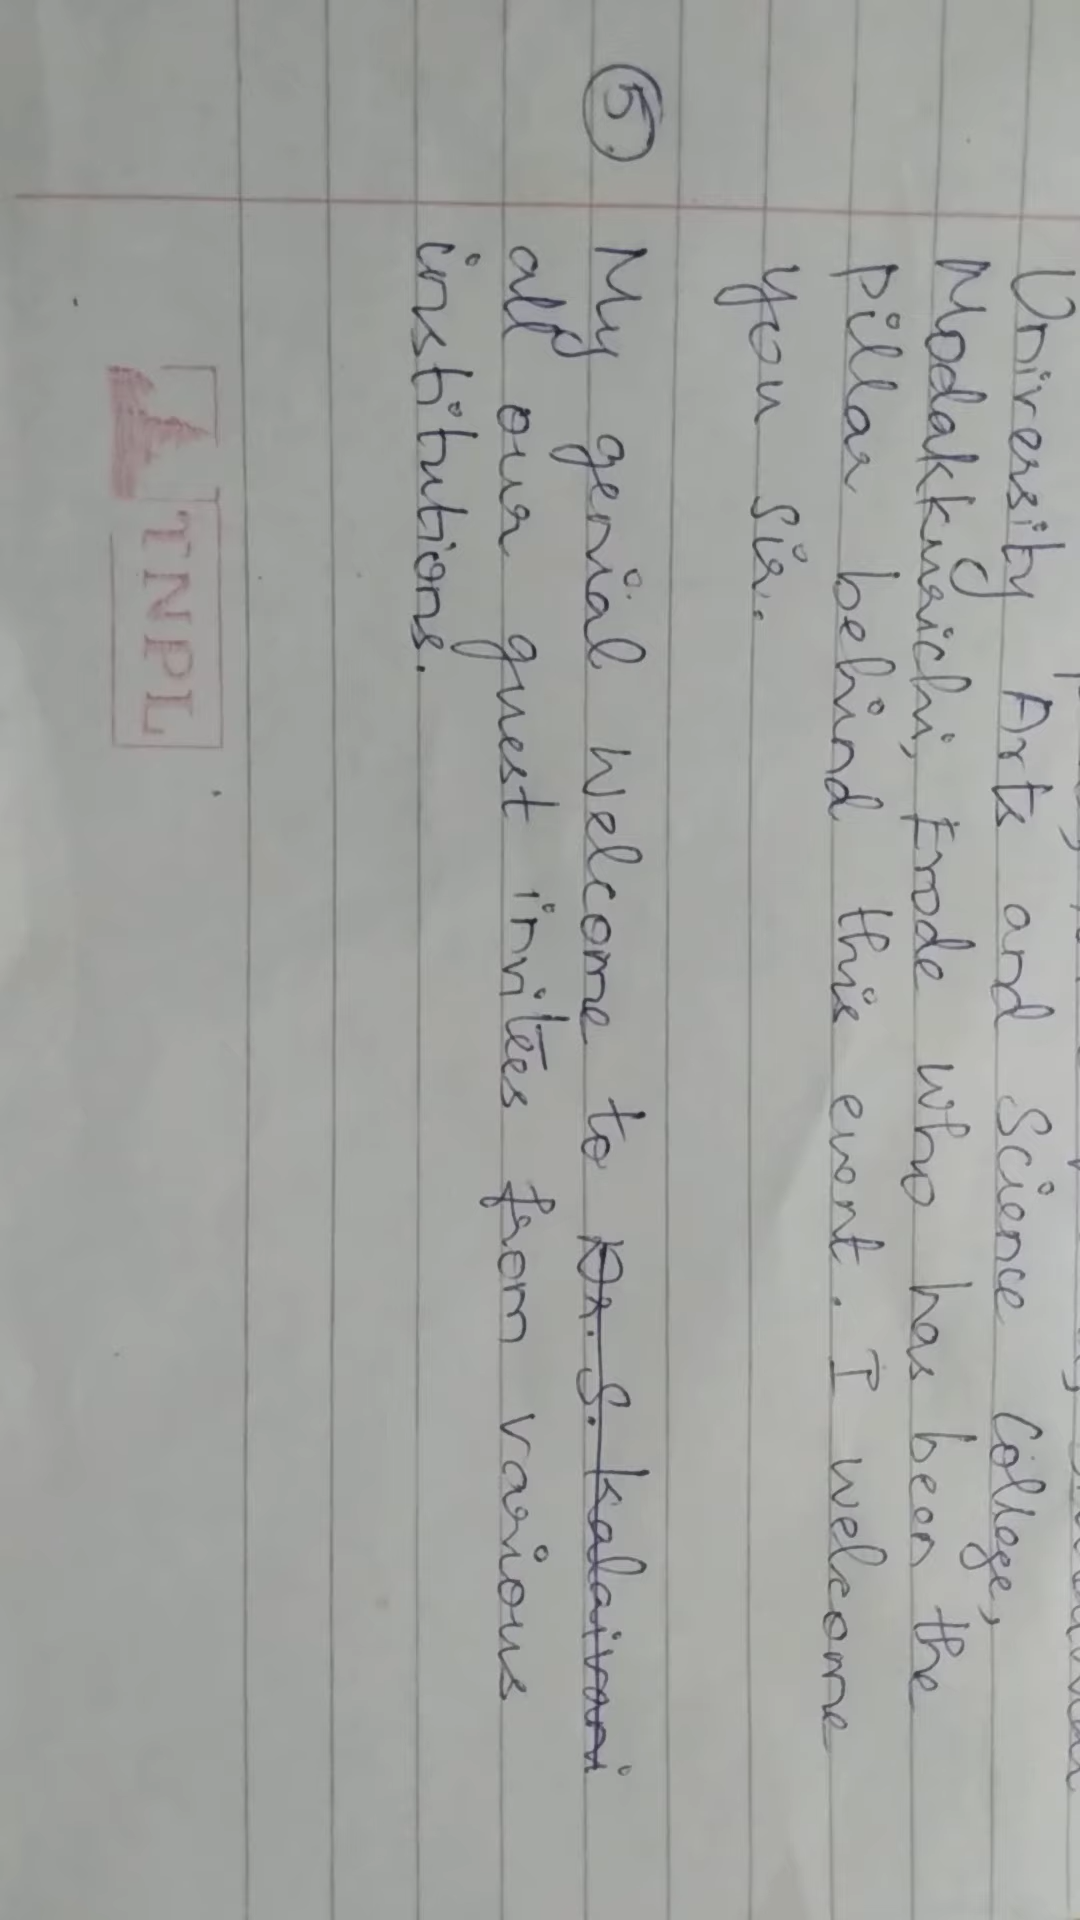 University Arts and Science College,
Modakkurichi, Erode who has been the
pillar behind this event. I welcome
you Sir.
5. My genial Welcome to Dr. S. Kalaivani
all our guest invitees from various
institutions.
TNPL